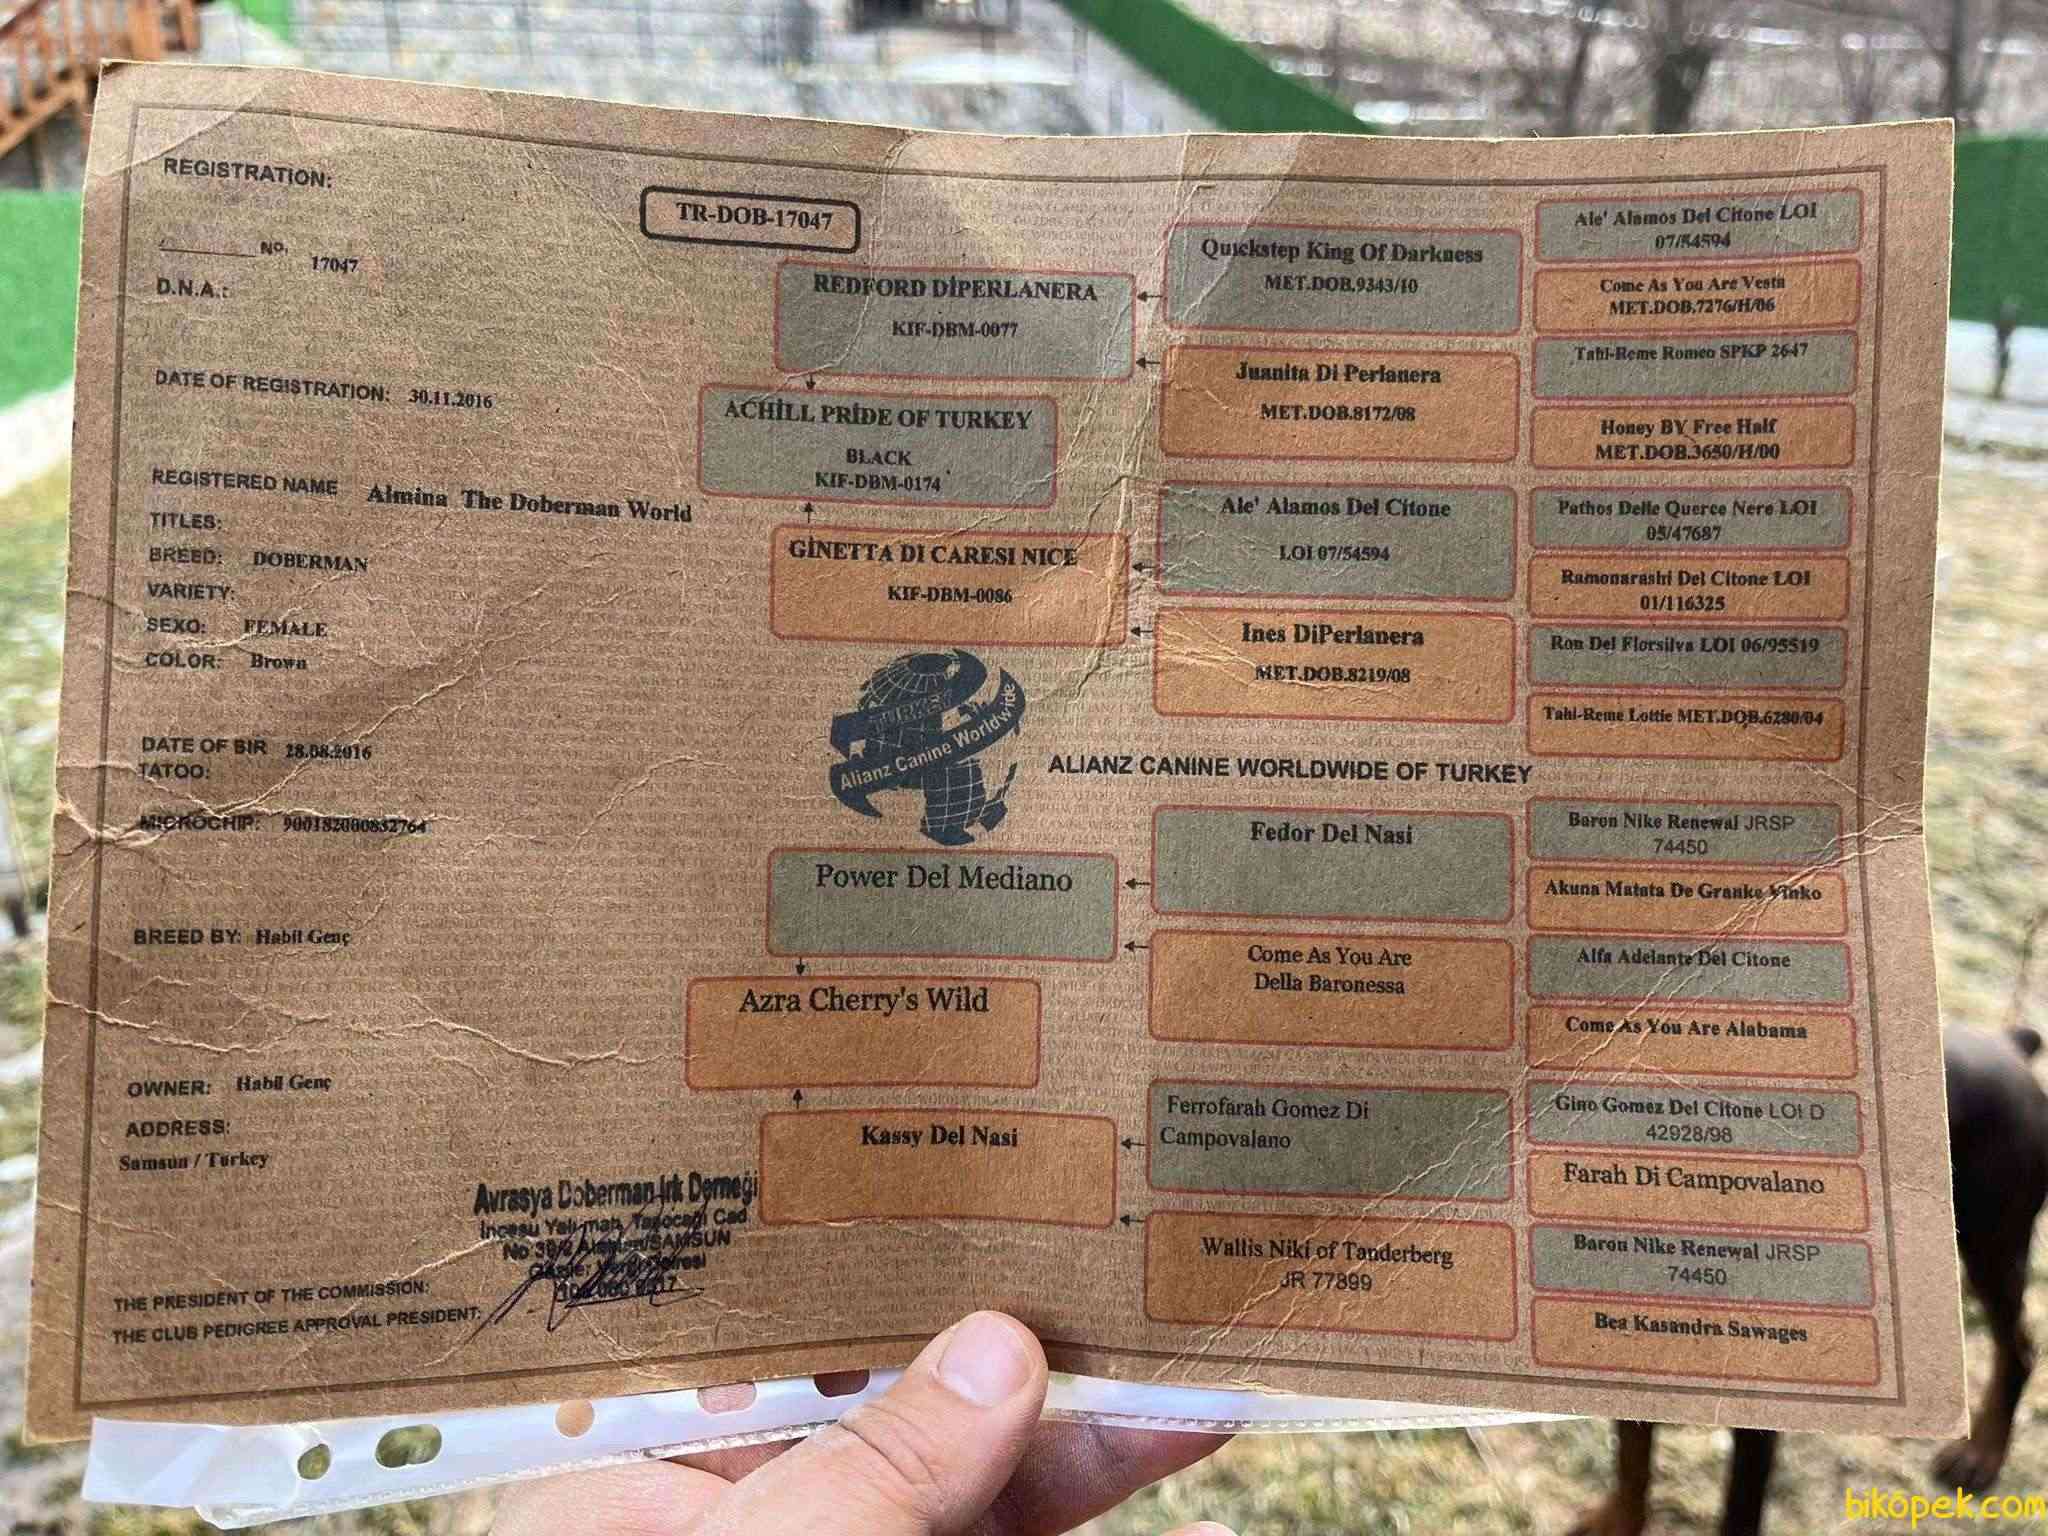 REGISTRATION:
Nº. 17047
D.N.A.:
DATE OF REGISTRATION: 30.11.2016
REGISTERED NAME Almina The Doberman World
TITLES:
BREED: DOBERMAN
VARIETY:
SEXO: FEMALE
COLOR: Brown
DATE OF BIR 28.08.2016
TATOO:
MICROCHIP: 900182000832764
BREED BY: Habil Genç
OWNER: Habil Genç
ADDRESS:
Samsun / Turkey
Avrasya Doberman Irk Derneği
İncesu Yalı mah. Cad
No SAMSUN
THE PRESIDENT OF THE COMMISSION:
THE CLUB PEDIGREE APPROVAL PRESIDENT:
TR-DOB-17047
REDFORD DİPERLANERA
KIF-DBM-0077
ACHİLL PRİDE OF TURKEY
BLACK
KIF-DBM-0174
GİNETTA DI CARESI NICE
KIF-DBM-0086
TURKEY
Alianz Canine Worldwide
ALIANZ CANINE WORLDWIDE OF TURKEY
Power Del Mediano
Azra Cherry's Wild
Kassy Del Nasi
Quickstep King Of Darkness
MET.DOB.9343/10
Juanita Di Perlanera
MET.DOB.8172/08
Ale' Alamos Del Citone
LOI 07/54594
Ines DiPerlanera
MET.DOB.8219/08
Fedor Del Nasi
Come As You Are
Della Baronessa
Ferrofarah Gomez Di
Campovalano
Wallis Niki of Tanderberg
JR 77899
Ale' Alamos Del Citone LOI
07/54594
Come As You Are Vesta
MET.DOB.7276/H/06
Tahi-Reme Romeo SPKP 2647
Honey BY Free Half
MET.DOB.3650/H/00
Pathos Delle Querce Nere LOI
05/47687
Ramonarashi Del Citone LOI
01/116325
Ron Del Florsilva LOI 06/95519
Tahi-Reme Lottie MET.DOB.6280/04
Baron Nike Renewal JRSP
74450
Akuna Matata De Granke Vinko
Alfa Adelante Del Citone
Come As You Are Alabama
Gino Gomez Del Citone LOI D
42928/98
Farah Di Campovalano
Baron Nike Renewal JRSP
74450
Bea Kasandra Sawages
biköpek.com